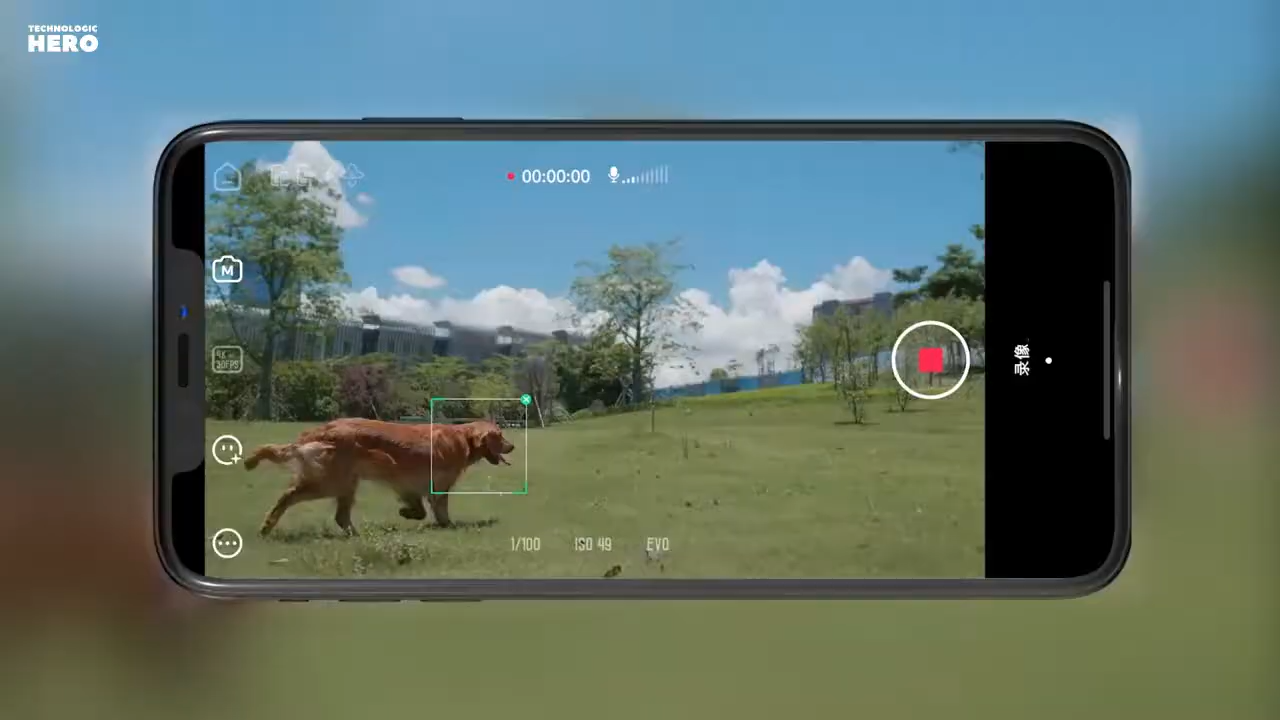 TECHNOLOGIC
HERO
00:00:00
M
4K
30FPS
录像
1/100
ISO 49
EV0